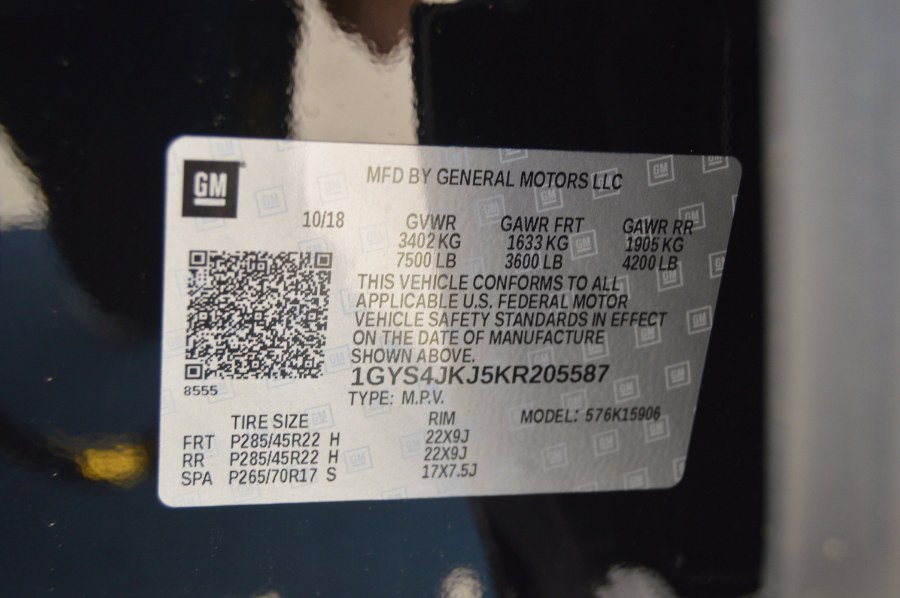 GM
MFD BY GENERAL MOTORS LLC
10/18 GVWR GAWR FRT GAWR RR
3402 KG 1633 KG 1905 KG
7500 LB 3600 LB 4200 LB
THIS VEHICLE CONFORMS TO ALL
APPLICABLE U.S. FEDERAL MOTOR
VEHICLE SAFETY STANDARDS IN EFFECT
ON THE DATE OF MANUFACTURE
SHOWN ABOVE.
8555
1GYS4JKJ5KR205587
TYPE: M.P.V.
TIRE SIZE RIM MODEL: 576K15906
FRT P285/45R22 H 22X9J
RR P285/45R22 H 22X9J
SPA P265/70R17 S 17X7.5J